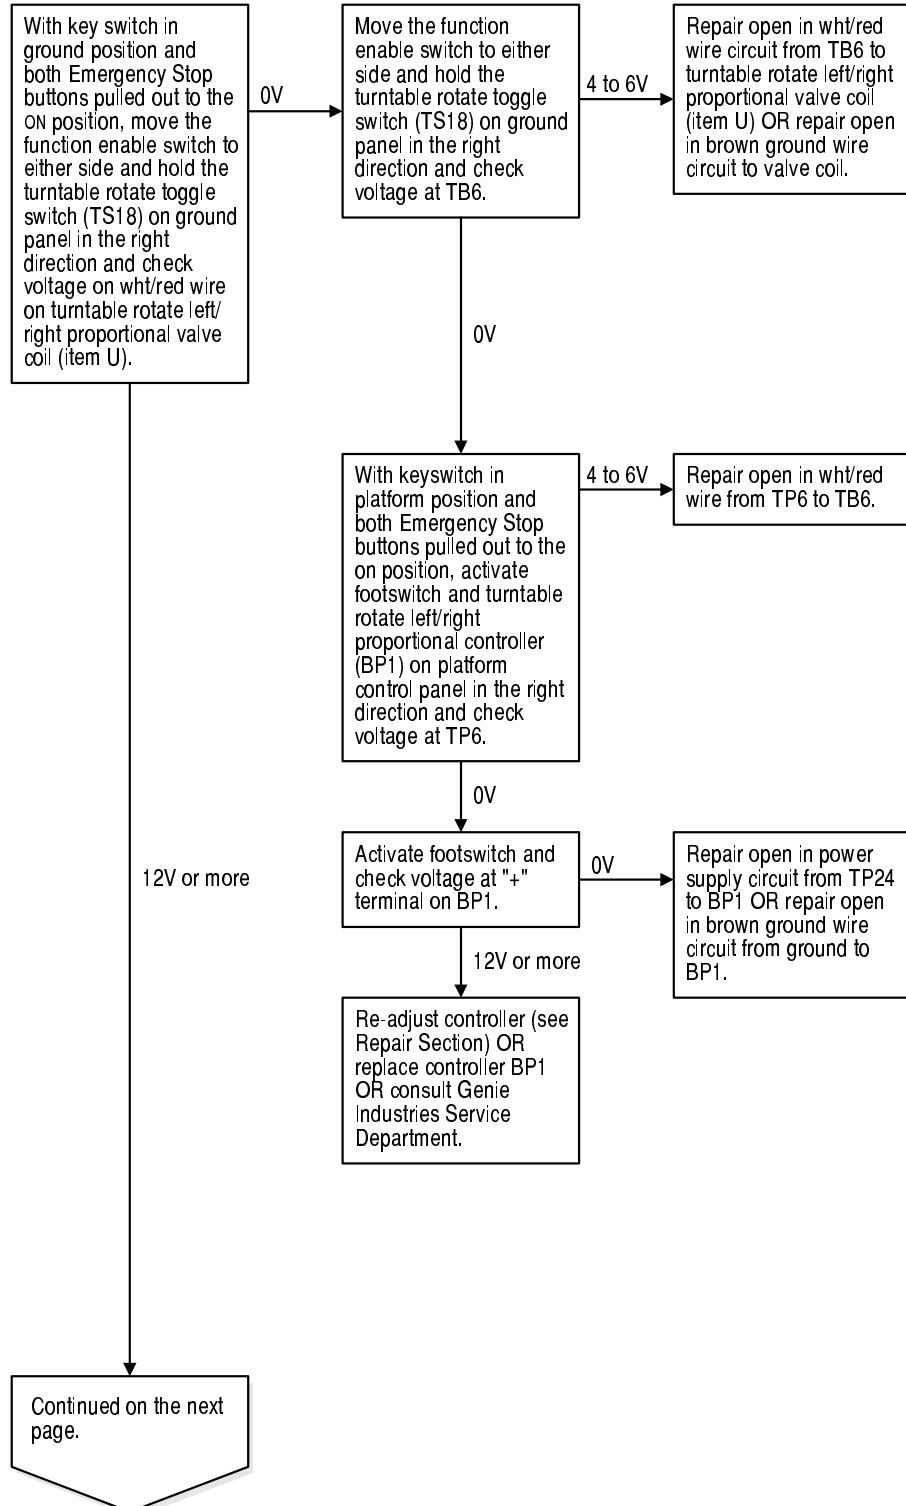 With key switch in
ground position and
both Emergency Stop
buttons pulled out to the
ON position, move the
function enable switch to
either side and hold the
turntable rotate toggle
switch (TS18) on ground
panel in the right
direction and check
voltage on wht/red wire
on turntable rotate left/
right proportional valve
coil (item U).
0V
Move the function
enable switch to either
side and hold the
turntable rotate toggle
switch (TS18) on ground
panel in the right
direction and check
voltage at TB6.
4 to 6V
Repair open in wht/red
wire circuit from TB6 to
turntable rotate left/right
proportional valve coil
(item U) OR repair open
in brown ground wire
circuit to valve coil.
0V
With keyswitch in
platform position and
both Emergency Stop
buttons pulled out to the
on position, activate
footswitch and turntable
rotate left/right
proportional controller
(BP1) on platform
control panel in the right
direction and check
voltage at TP6.
4 to 6V
Repair open in wht/red
wire from TP6 to TB6.
0V
Activate footswitch and
check voltage at "+"
terminal on BP1.
0V
Repair open in power
supply circuit from TP24
to BP1 OR repair open
in brown ground wire
circuit from ground to
BP1.
12V or more
12V or more
Re-adjust controller (see
Repair Section) OR
replace controller BP1
OR consult Genie
Industries Service
Department.
Continued on the next
page.